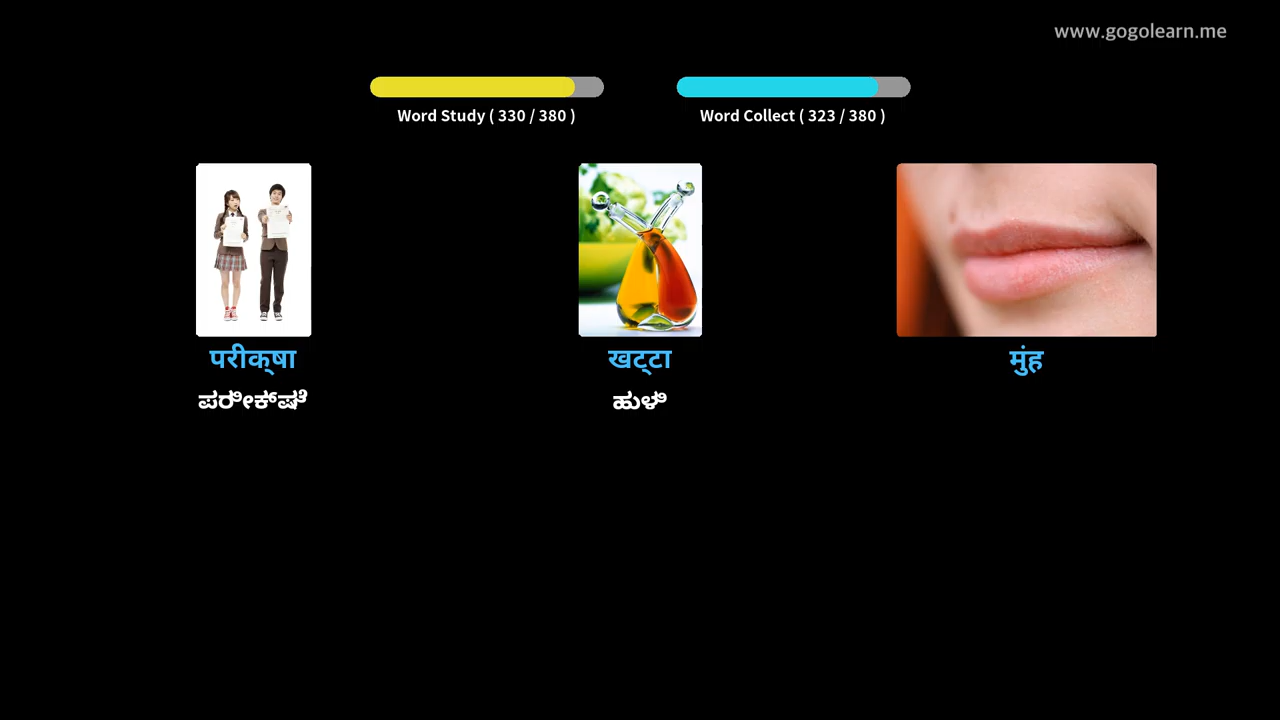 www.gogolearn.me
Word Study ( 330 / 380 )
Word Collect ( 323 / 380 )
परीक्षा
खट्टा
मुंह
ಪರೀಕ್ಷೆ
ಹುಳಿ